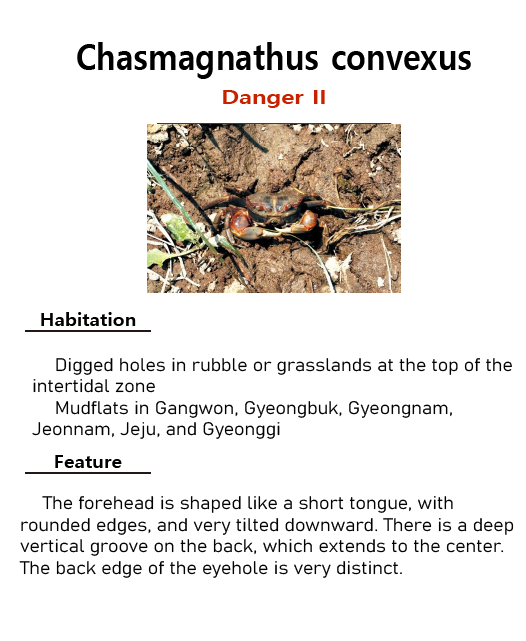 Chasmagnathus convexus
Danger II
Habitation
Digged holes in rubble or grasslands at the top of the
intertidal zone
Mudflats in Gangwon, Gyeongbuk, Gyeongnam,
Jeonnam, Jeju, and Gyeonggi
Feature
The forehead is shaped like a short tongue, with
rounded edges, and very tilted downward. There is a deep
vertical groove on the back, which extends to the center.
The back edge of the eyehole is very distinct.